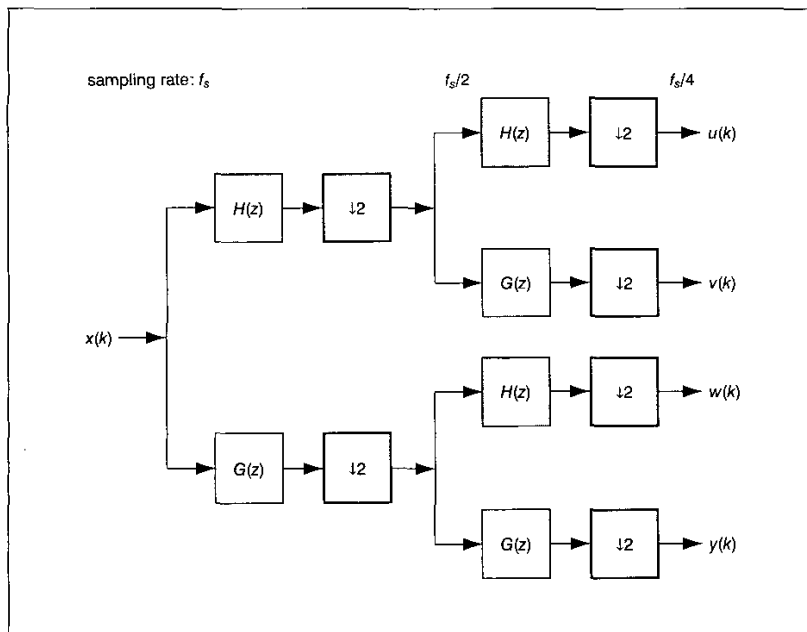 sampling rate: fs fs/2 fs/4
H(z) ↓2 u(k)
H(z) ↓2
G(z) ↓2 v(k)
x(k)
H(z) ↓2 w(k)
G(z) ↓2
G(z) ↓2 y(k)